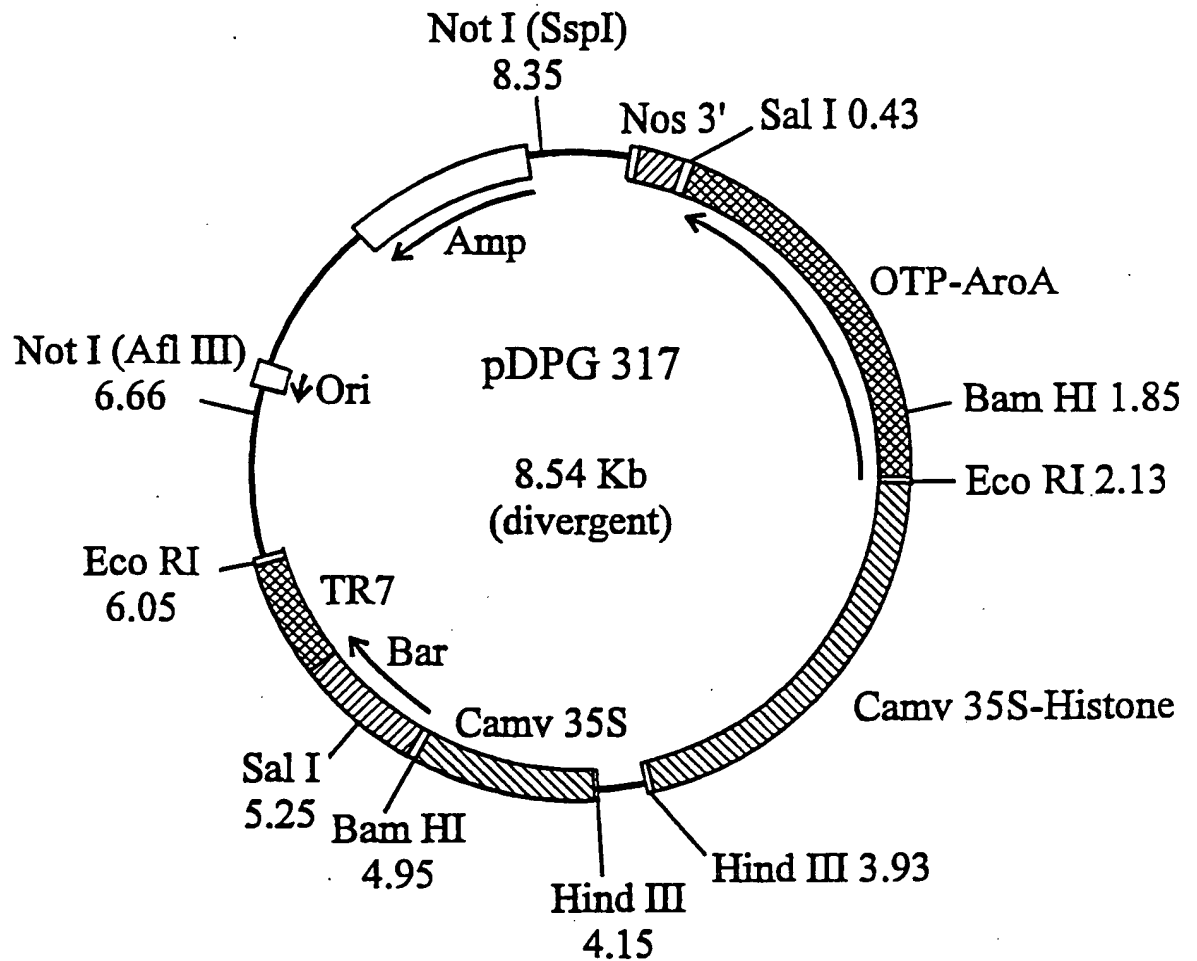 Not I (SspI)
8.35
Nos 3'
Sal I 0.43
Amp
OTP-AroA
Not I (Afl III)
6.66
Ori
pDPG 317
8.54 Kb
(divergent)
Bam HI 1.85
Eco RI 2.13
Eco RI
6.05
TR7
Bar
Camv 35S
Camv 35S-Histone
Sal I
5.25
Bam HI
4.95
Hind III
4.15
Hind III 3.93